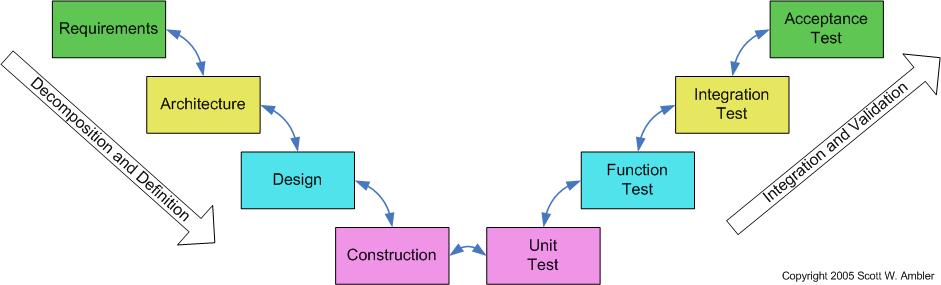 Requirements
Architecture
Design
Construction
Unit
Test
Function
Test
Integration
Test
Acceptance
Test
Decomposition and Definition
Integration and Validation
Copyright 2005 Scott W. Ambler